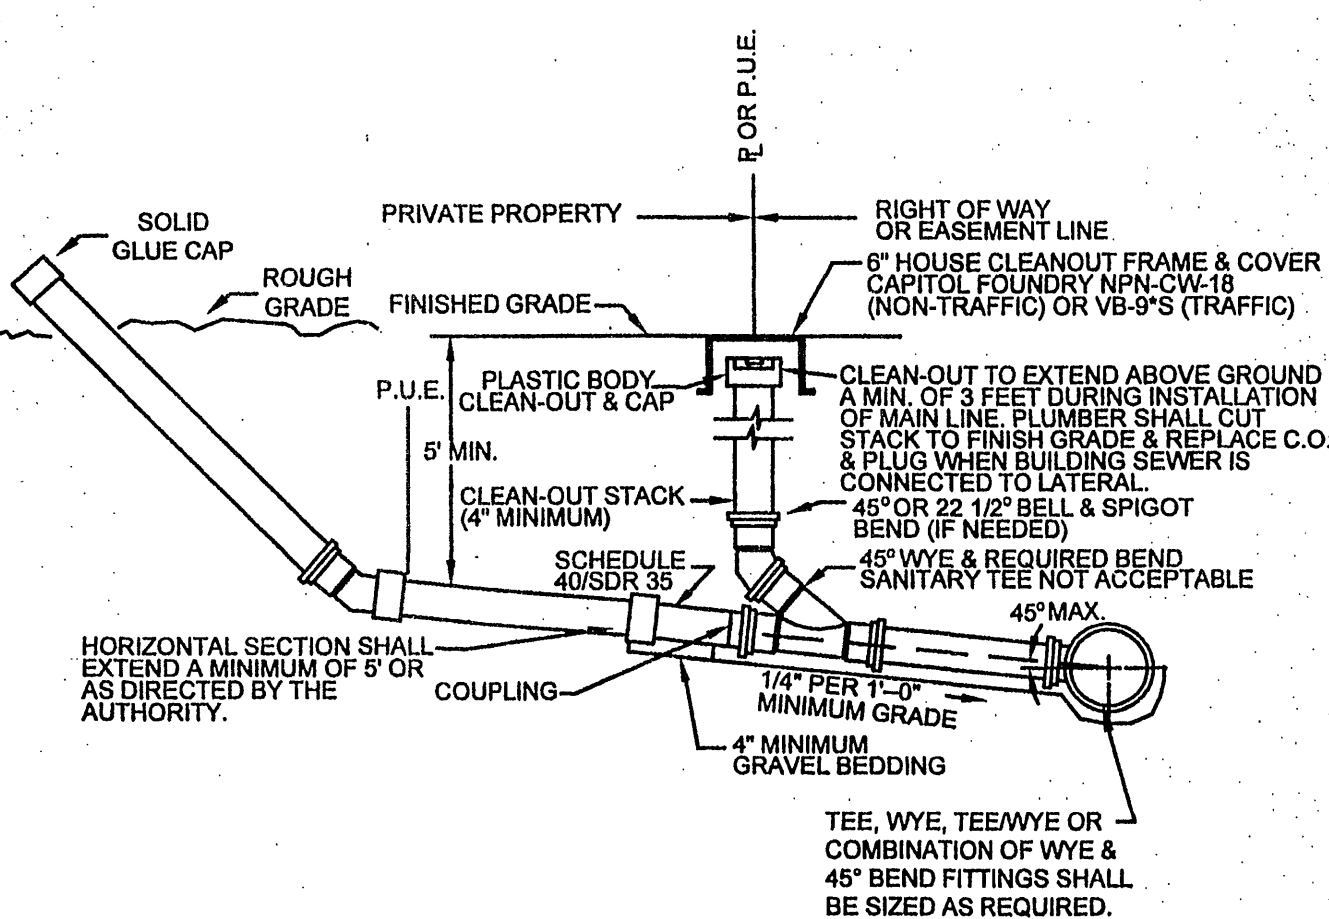 ℄ OR P.U.E.
PRIVATE PROPERTY
RIGHT OF WAY
OR EASEMENT LINE
SOLID
GLUE CAP
ROUGH
GRADE
FINISHED GRADE
6" HOUSE CLEANOUT FRAME & COVER
CAPITOL FOUNDRY NPN-CW-18
(NON-TRAFFIC) OR VB-9*S (TRAFFIC)
P.U.E.
5' MIN.
PLASTIC BODY
CLEAN-OUT & CAP
CLEAN-OUT TO EXTEND ABOVE GROUND
A MIN. OF 3 FEET DURING INSTALLATION
OF MAIN LINE. PLUMBER SHALL CUT
STACK TO FINISH GRADE & REPLACE C.O.
& PLUG WHEN BUILDING SEWER IS
CONNECTED TO LATERAL.
CLEAN-OUT STACK
(4" MINIMUM)
45° OR 22 1/2° BELL & SPIGOT
BEND (IF NEEDED)
SCHEDULE
40/SDR 35
45° WYE & REQUIRED BEND
SANITARY TEE NOT ACCEPTABLE
45° MAX.
HORIZONTAL SECTION SHALL
EXTEND A MINIMUM OF 5' OR
AS DIRECTED BY THE
AUTHORITY.
COUPLING
1/4" PER 1'-0"
MINIMUM GRADE
4" MINIMUM
GRAVEL BEDDING
TEE, WYE, TEE/WYE OR
COMBINATION OF WYE &
45° BEND FITTINGS SHALL
BE SIZED AS REQUIRED.